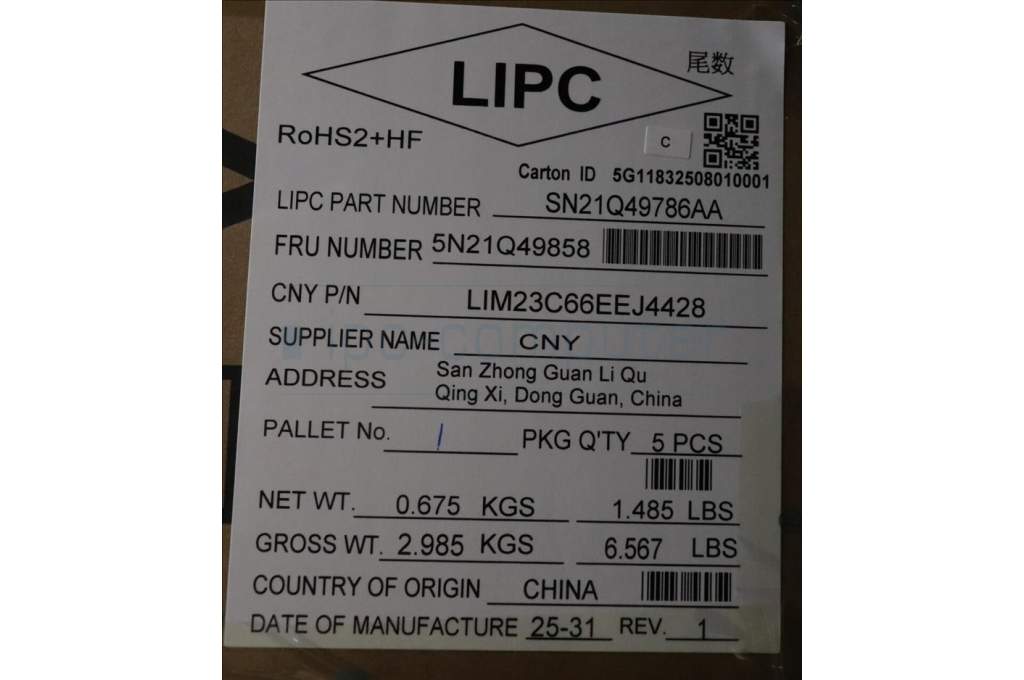 LIPC
尾数
RoHS2+HF
C
Carton ID 5G11832508010001
LIPC PART NUMBER SN21Q49786AA
FRU NUMBER 5N21Q49858
CNY P/N LIM23C66EEJ4428
ipc-computer
SUPPLIER NAME CNY
ADDRESS San Zhong Guan Li Qu
Qing Xi, Dong Guan, China
PALLET No. 1 PKG Q'TY 5 PCS
NET WT. 0.675 KGS 1.485 LBS
GROSS WT. 2.985 KGS 6.567 LBS
COUNTRY OF ORIGIN CHINA
DATE OF MANUFACTURE 25-31 REV. 1